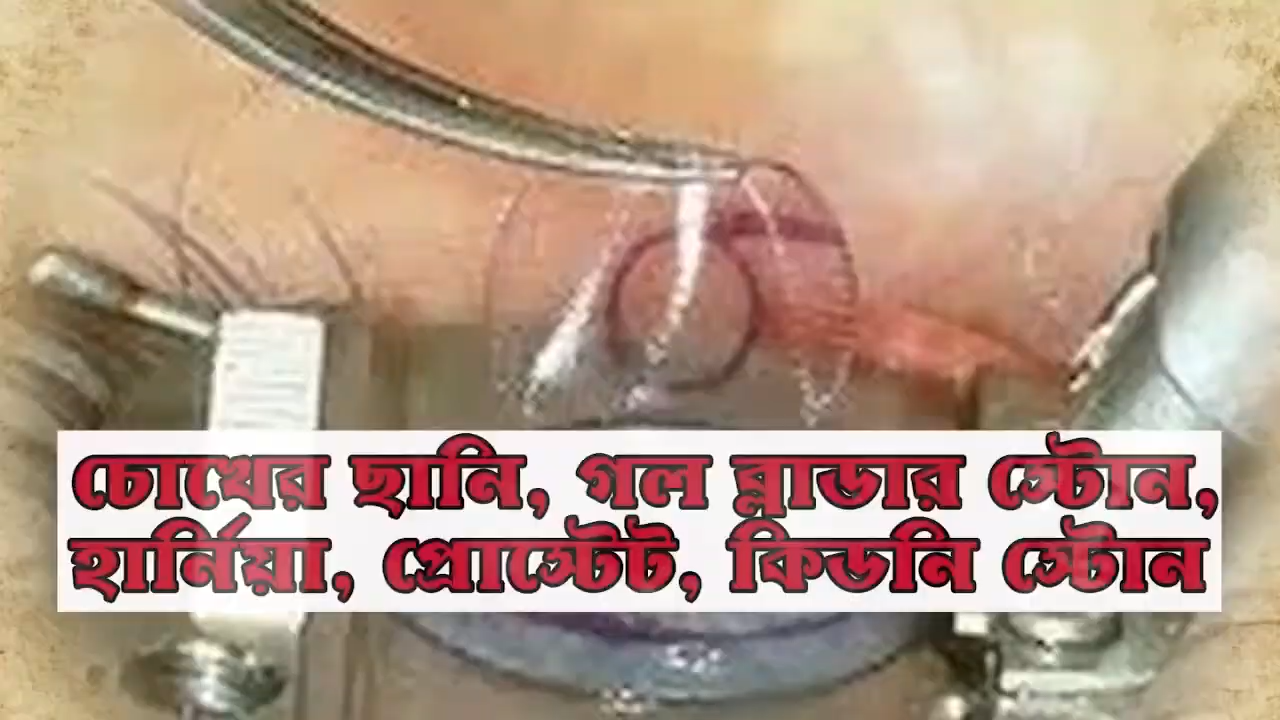 চোখের ছানি, গল ব্লাডার স্টোন,
হার্নিয়া, প্রোস্টেট, কিডনি স্টোন